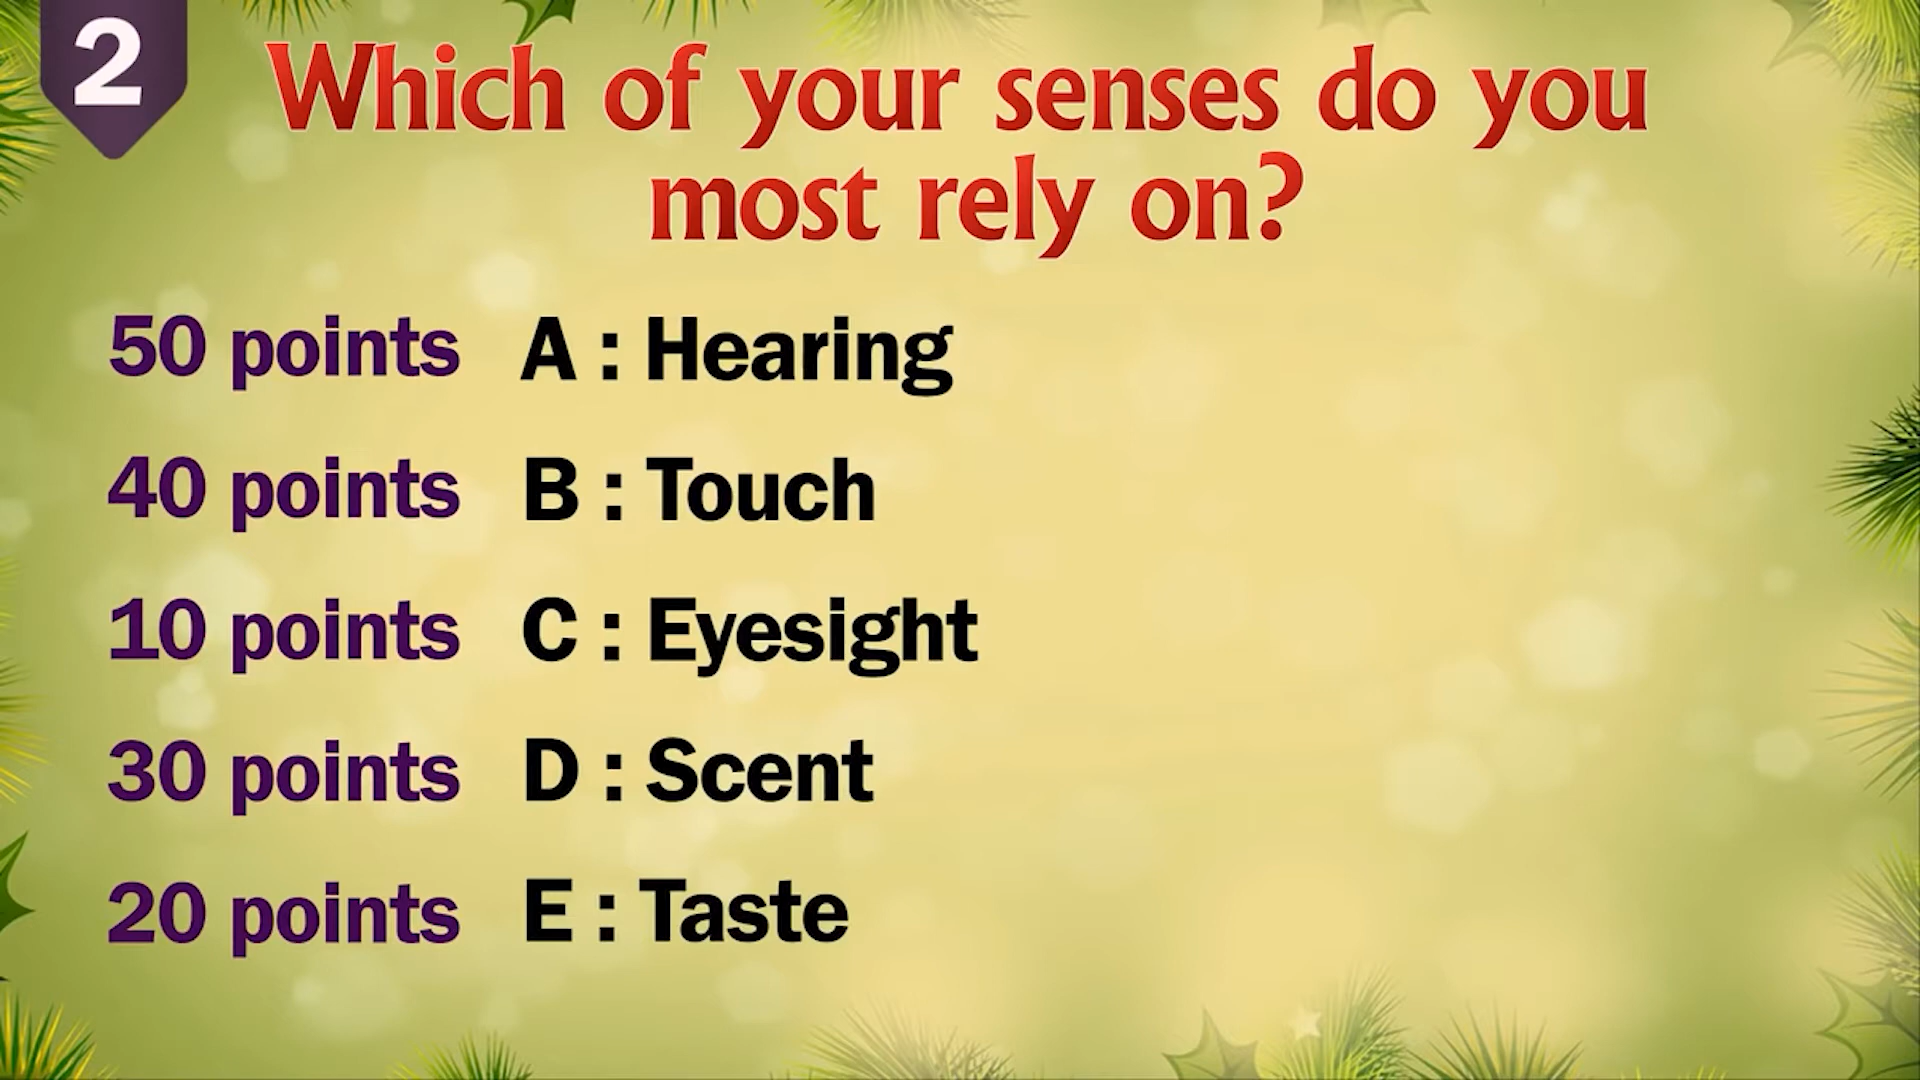 2
Which of your senses do you
most rely on?
50 points A : Hearing
40 points B : Touch
10 points C : Eyesight
30 points D : Scent
20 points E : Taste